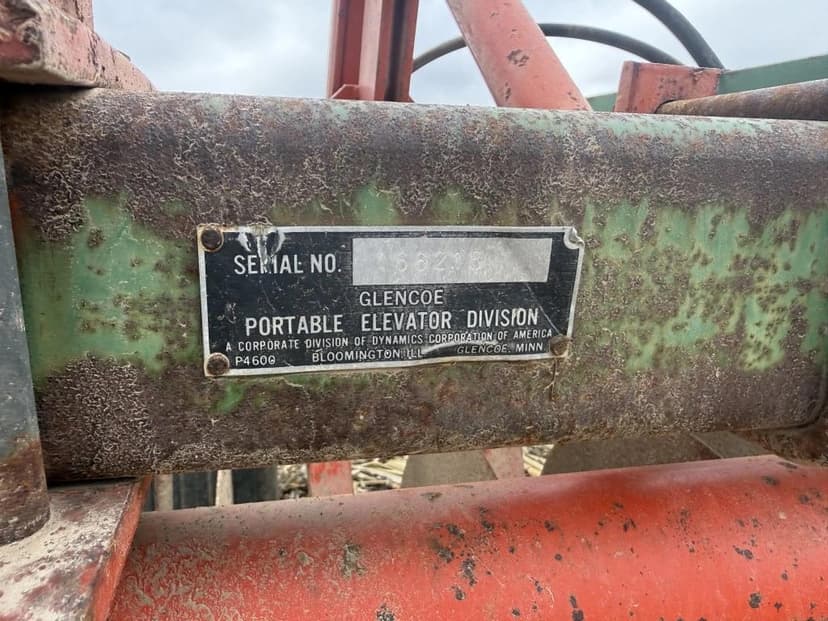 SERIAL NO.
GLENCOE
PORTABLE ELEVATOR DIVISION
A CORPORATE DIVISION OF DYNAMICS CORPORATION OF AMERICA
P4600 BLOOMINGTON, ILL. GLENCOE, MINN